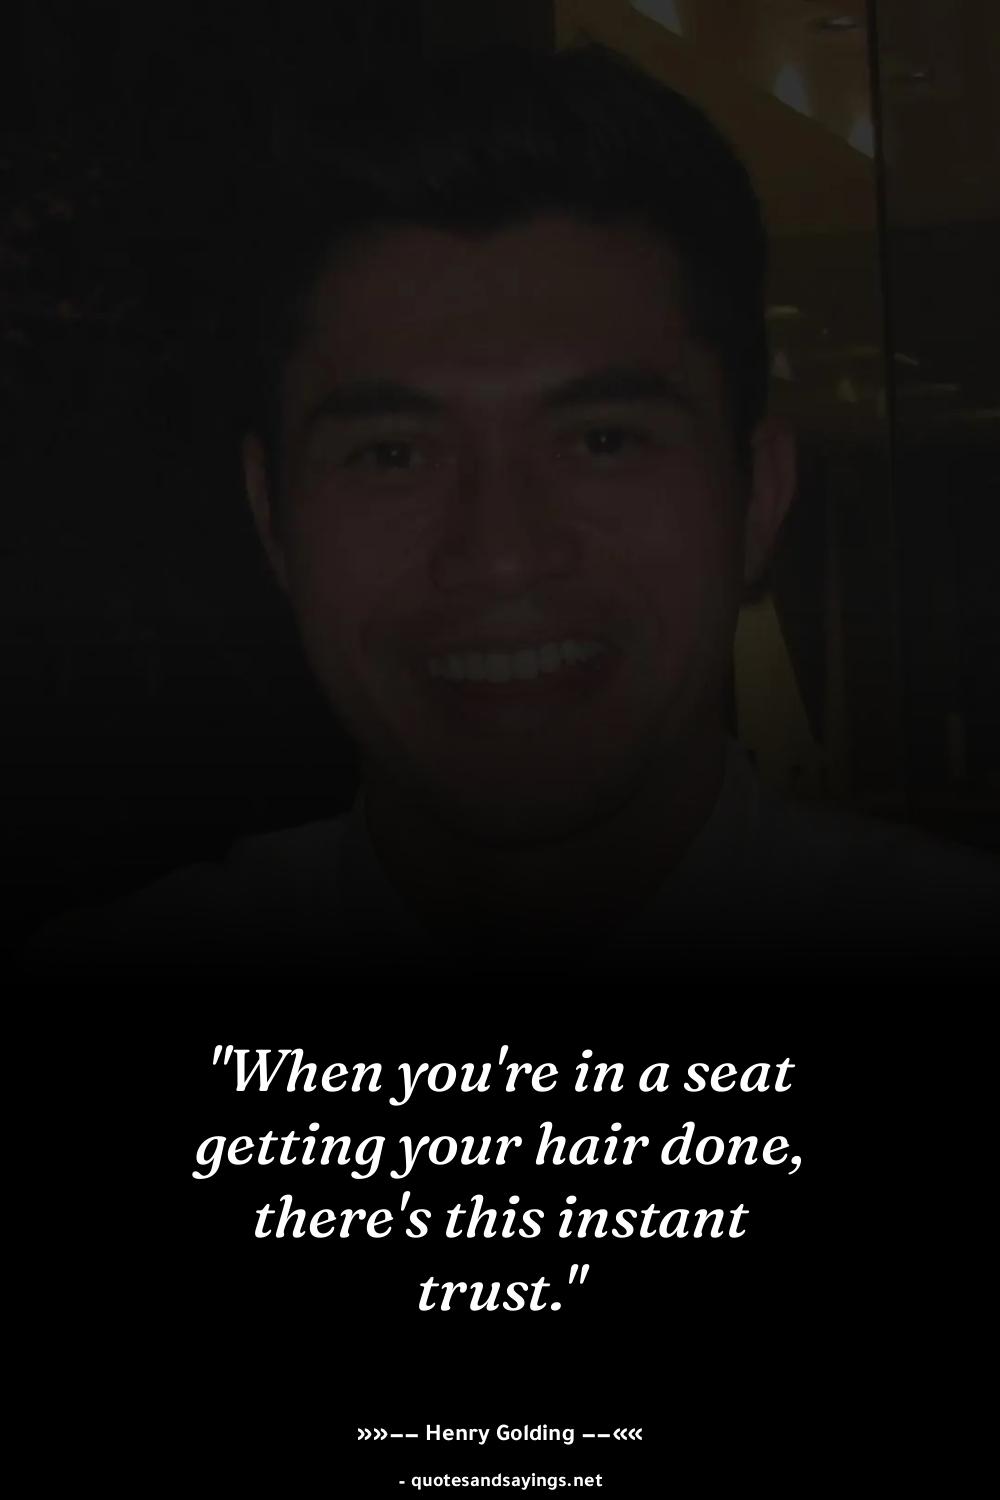 "When you're in a seat
getting your hair done,
there's this instant
trust."
»»−− Henry Golding −−««
- quotesandsayings.net